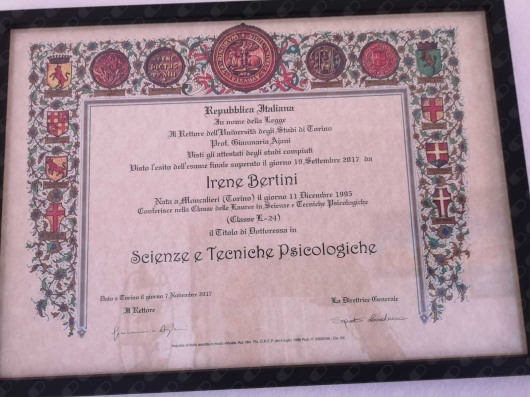 Repubblica Italiana
In nome della Legge
Il Rettore dell'Università degli Studi di Torino
Prof. Gianmaria Ajani
Visti gli attestati degli studi compiuti
Visto l'esito dell'esame finale superato il giorno 19 Settembre 2017 da
Irene Bertini
Nata a Moncalieri (Torino) il giorno 11 Dicembre 1995
Conferisce nella Classe delle Lauree in Scienze e Tecniche Psicologiche
(Classe L-24)
il Titolo di Dottoressa in
Scienze e Tecniche Psicologiche
Dato a Torino il giorno 7 Novembre 2017
Il Rettore
La Direttrice Generale